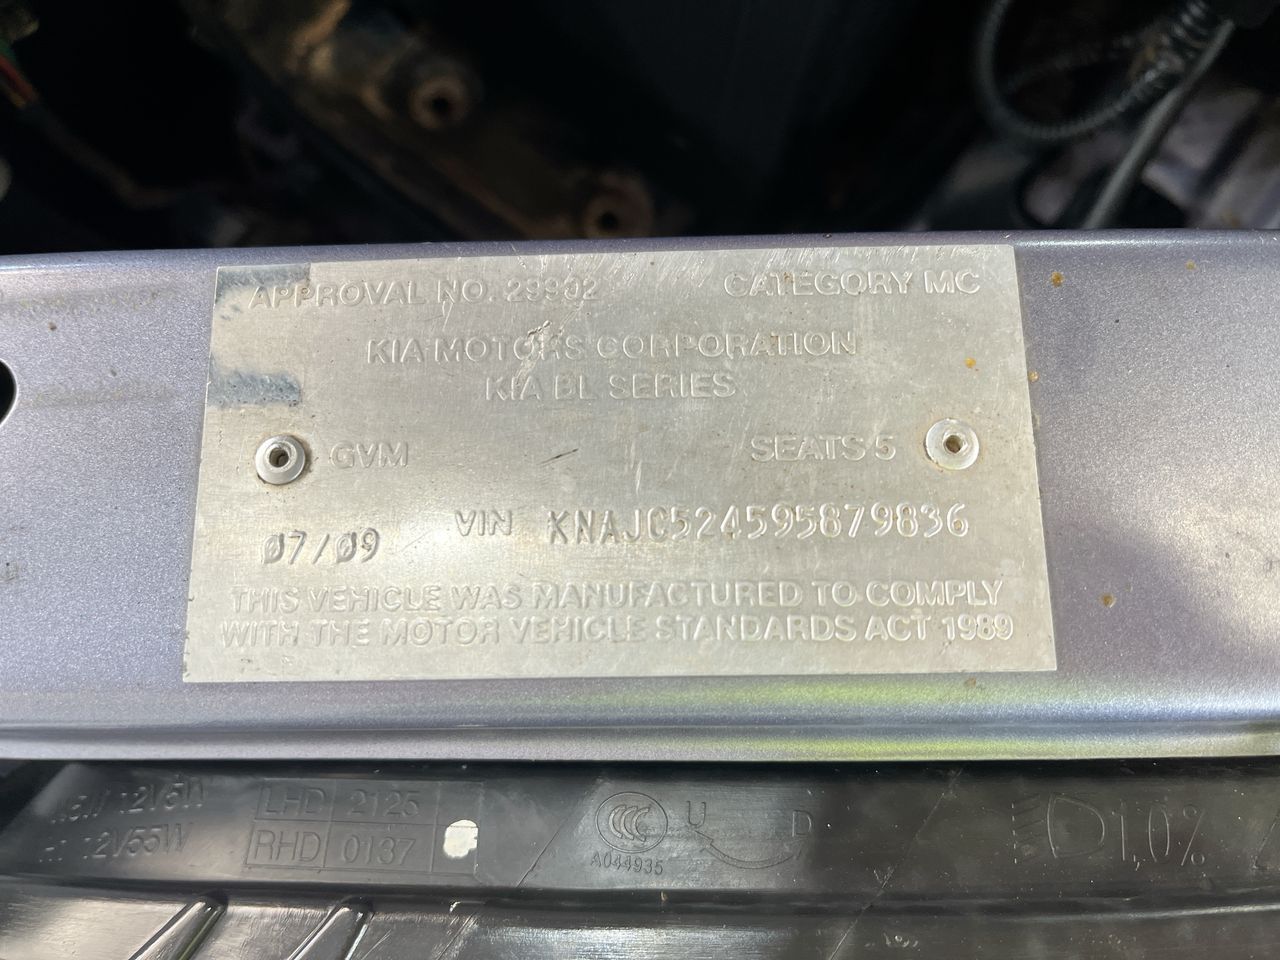 APPROVAL NO. 29902 CATEGORY MC
KIA MOTORS CORPORATION
KIA BL SERIES
GVM SEATS 5
07/09 VIN KNAJC524595879836
THIS VEHICLE WAS MANUFACTURED TO COMPLY
WITH THE MOTOR VEHICLE STANDARDS ACT 1989
12V5W LHD 2125
12V55W RHD 0137
CCC U D 1,0%
A044935